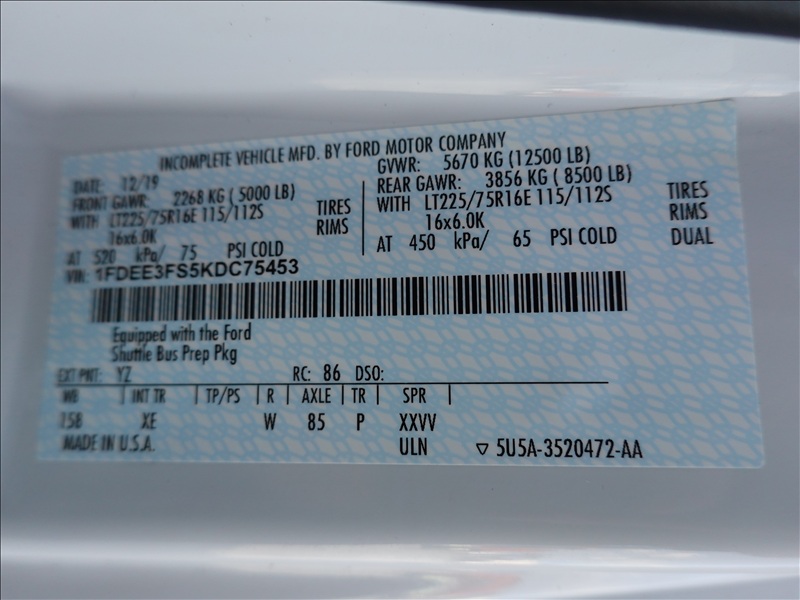 INCOMPLETE VEHICLE MFD. BY FORD MOTOR COMPANY
DATE: 12/19
GVWR: 5670 KG (12500 LB)
FRONT GAWR: 2268 KG ( 5000 LB)
REAR GAWR: 3856 KG ( 8500 LB)
WITH LT225/75R16E 115/112S TIRES
WITH LT225/75R16E 115/112S TIRES
16x6.0K RIMS
16x6.0K RIMS
AT 520 kPa/ 75 PSI COLD
AT 450 kPa/ 65 PSI COLD DUAL
VIN: 1FDEE3FS5KDC75453
Equipped with the Ford
Shuttle Bus Prep Pkg
EXT PNT: YZ RC: 86 DSO:
WB INT TR TP/PS R AXLE TR SPR
158 XE W 85 P XXVV
MADE IN U.S.A. ULN ▽ 5U5A-3520472-AA